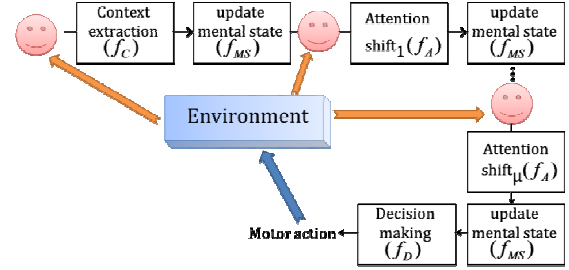 Context
extraction
(f_C)
update
mental state
(f_MS)
Attention
shift₁(f_A)
update
mental state
(f_MS)
Environment
Attention
shift_μ(f_A)
Motor action
Decision
making
(f_D)
update
mental state
(f_MS)